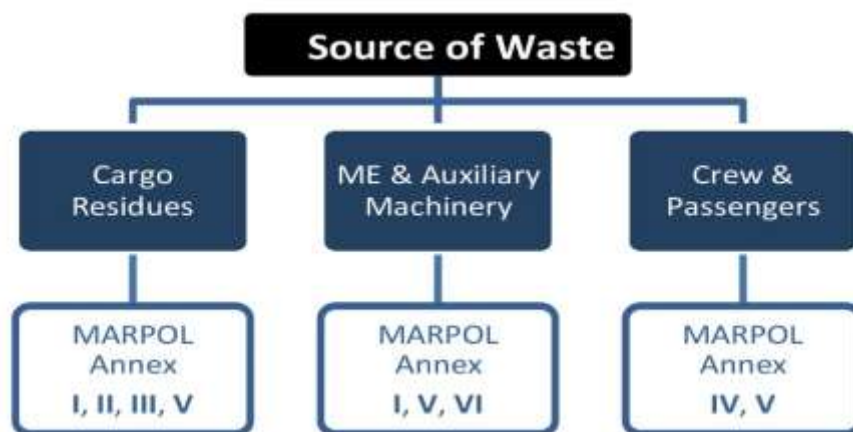 Source of Waste
Cargo
Residues
ME & Auxiliary
Machinery
Crew &
Passengers
MARPOL
Annex
I, II, III, V
MARPOL
Annex
I, V, VI
MARPOL
Annex
IV, V